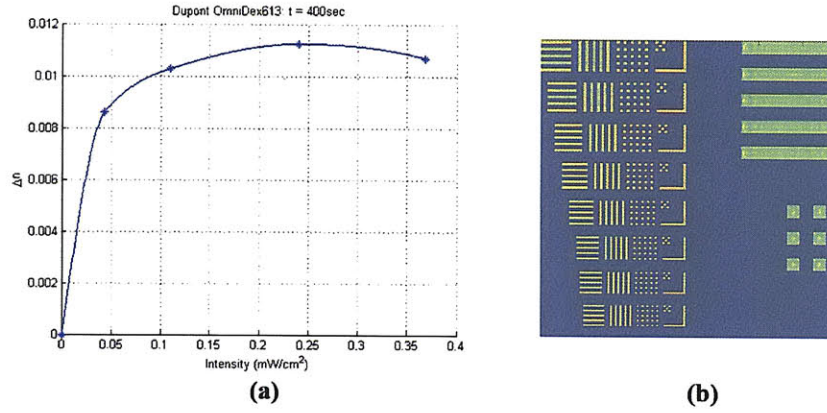 Dupont OmniDex613: t = 400sec
0.012
0.01
0.008
0.006
0.004
0.002
0
Δn
0 0.05 0.1 0.15 0.2 0.25 0.3 0.35 0.4
Intensity (mW/cm²)
(a) (b)